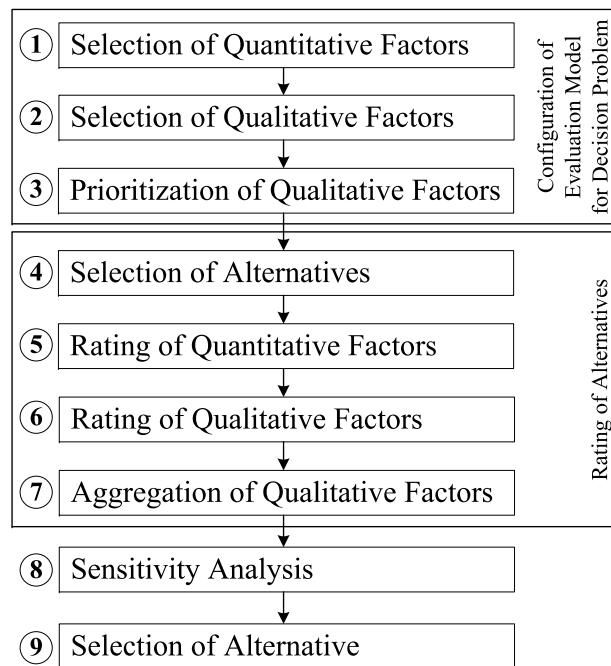 1 Selection of Quantitative Factors
2 Selection of Qualitative Factors
3 Prioritization of Qualitative Factors
Configuration of
Evaluation Model
for Decision Problem
4 Selection of Alternatives
5 Rating of Quantitative Factors
6 Rating of Qualitative Factors
7 Aggregation of Qualitative Factors
Rating of Alternatives
8 Sensitivity Analysis
9 Selection of Alternative